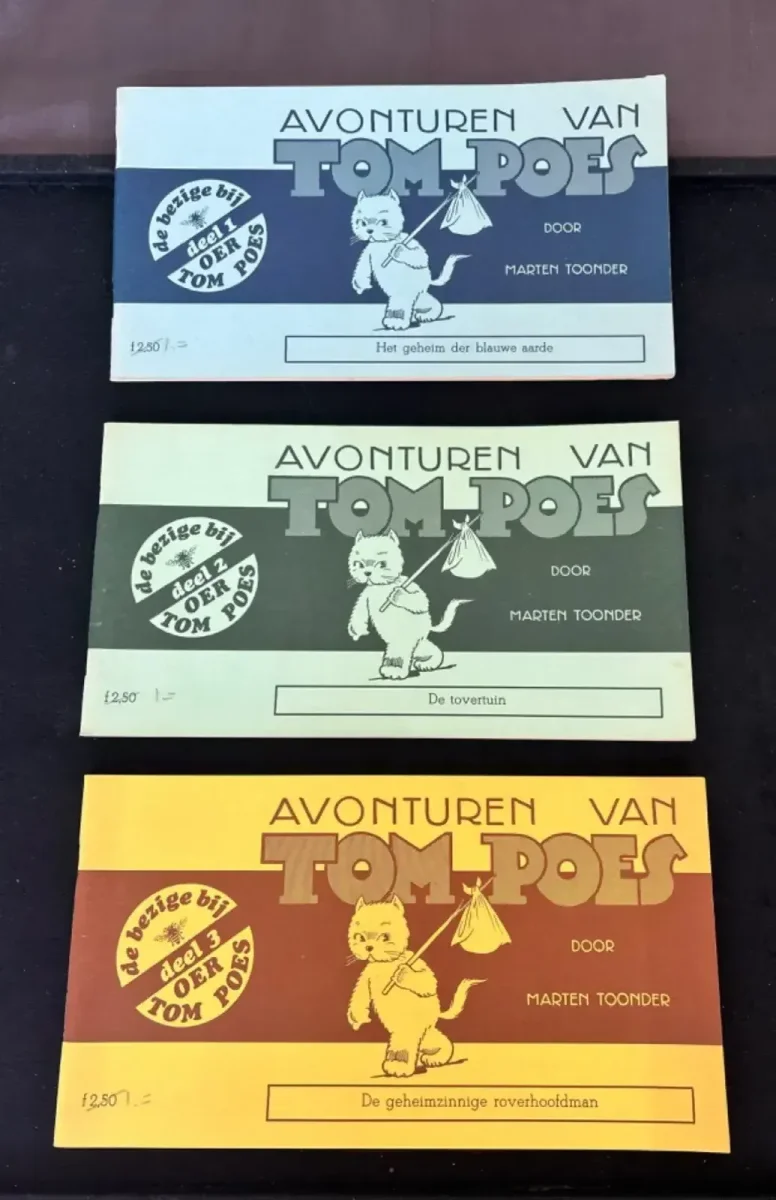 AVONTUREN VAN
TOM POES
de bezige bij
deel 1
OER
TOM POES
DOOR
MARTEN TOONDER
f2,50 1.=
Het geheim der blauwe aarde
AVONTUREN VAN
TOM POES
de bezige bij
deel 2
OER
TOM POES
DOOR
MARTEN TOONDER
f2,50 1=
De tovertuin
AVONTUREN VAN
TOM POES
de bezige bij
deel 3
OER
TOM POES
DOOR
MARTEN TOONDER
f2,50 1.=
De geheimzinnige roverhoofdman